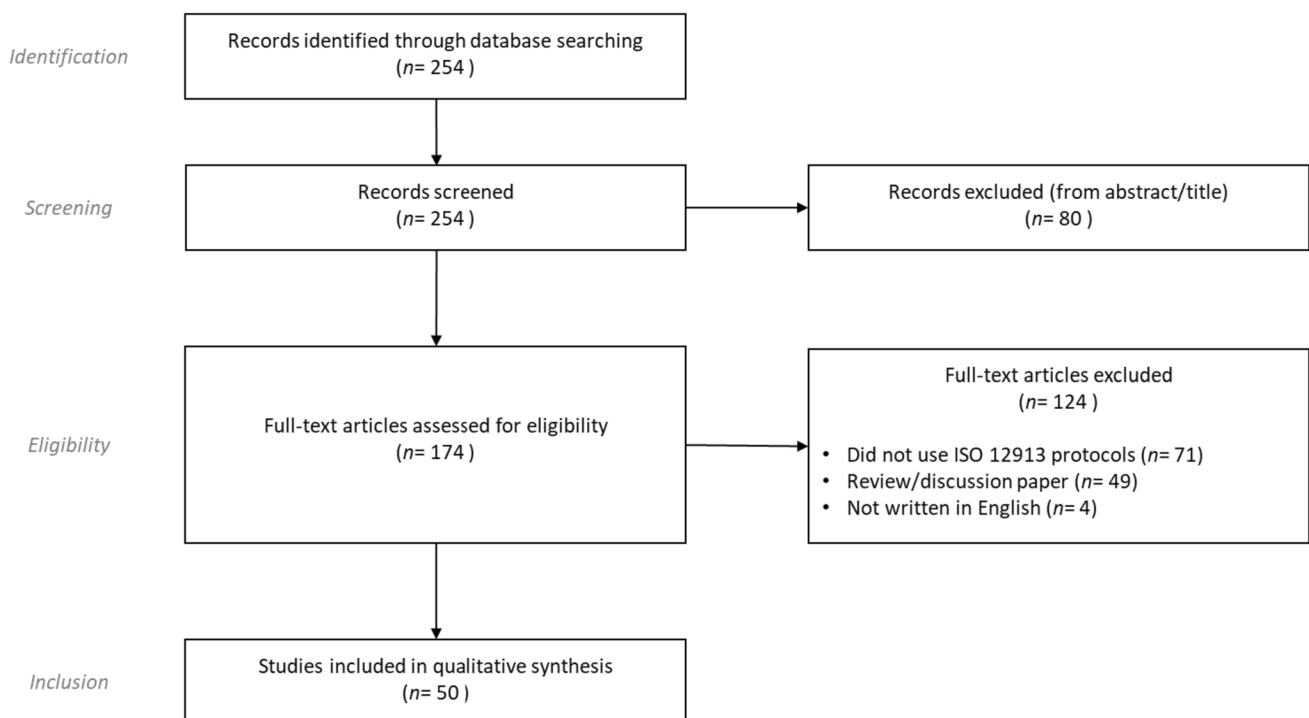 Identification
Records identified through database searching
(n= 254 )
Screening
Records screened
(n= 254 )
Records excluded (from abstract/title)
(n= 80 )
Eligibility
Full-text articles assessed for eligibility
(n= 174 )
Full-text articles excluded
(n= 124 )
• Did not use ISO 12913 protocols (n= 71)
• Review/discussion paper (n= 49)
• Not written in English (n= 4)
Inclusion
Studies included in qualitative synthesis
(n= 50 )